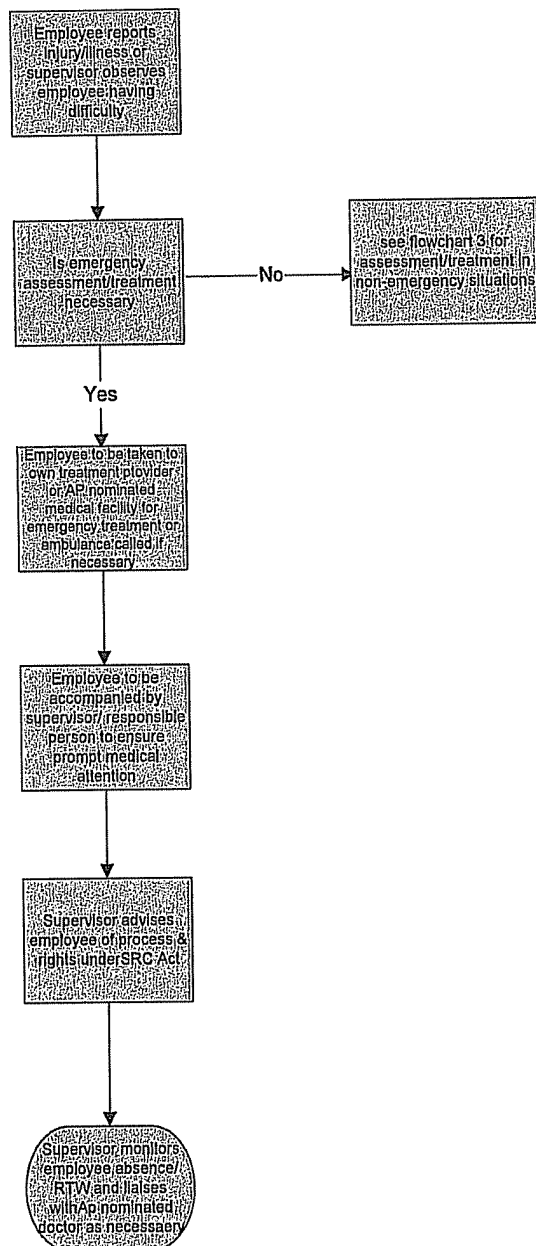 Employee reports
Injury/Illness or
supervisor observes
employee having
difficulty
Is emergency
assessment/treatment
necessary
No
see flowchart 3 for
assessment/treatment in
non-emergency situations
Yes
Employee to be taken to
own treatment provider
or AP nominated
medical facility for
emergency treatment or
ambulance called if
necessary
Employee to be
accompanied by
supervisor/ responsible
person to ensure
prompt medical
attention
Supervisor advises
employee of process &
rights underSRC Act
Supervisor monitors
employee absence/
RTW and liaises
withAp nominated
doctor as necessaery